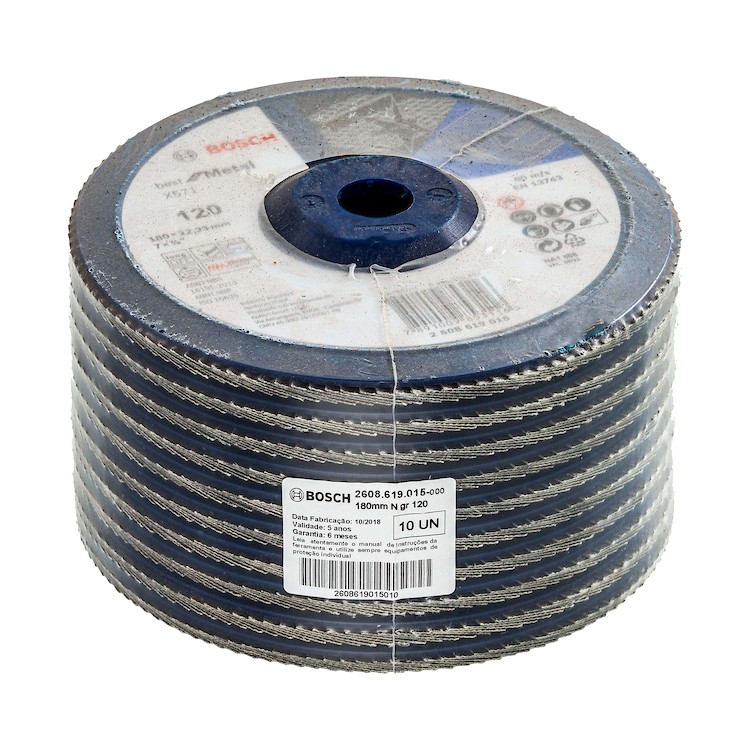 BOSCH
best for Metal
X571
120
180×22,23 mm
7 × ⅞"
80 m/s
EN 13743
2 608 619 015
BOSCH 2608.619.015-000
180mm N gr 120
Data Fabricação: 10/2018
Validade: 5 anos
Garantia: 6 meses
10 UN
Leia atentamente o manual de instruções da
ferramenta e utilize sempre equipamentos de
proteção individual
2608619015010